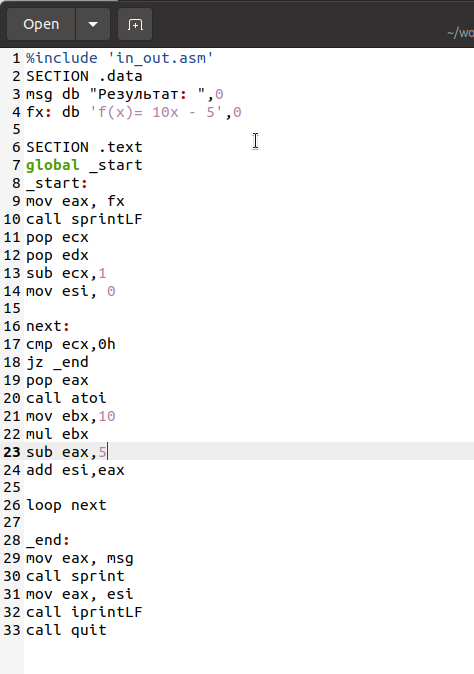 Open
~/wo
1 %include 'in_out.asm'
2 SECTION .data
3 msg db "Результат: ",0
4 fx: db 'f(x)= 10x - 5',0
5
6 SECTION .text
7 global _start
8 _start:
9 mov eax, fx
10 call sprintLF
11 pop ecx
12 pop edx
13 sub ecx,1
14 mov esi, 0
15
16 next:
17 cmp ecx,0h
18 jz _end
19 pop eax
20 call atoi
21 mov ebx,10
22 mul ebx
23 sub eax,5
24 add esi,eax
25
26 loop next
27
28 _end:
29 mov eax, msg
30 call sprint
31 mov eax, esi
32 call iprintLF
33 call quit